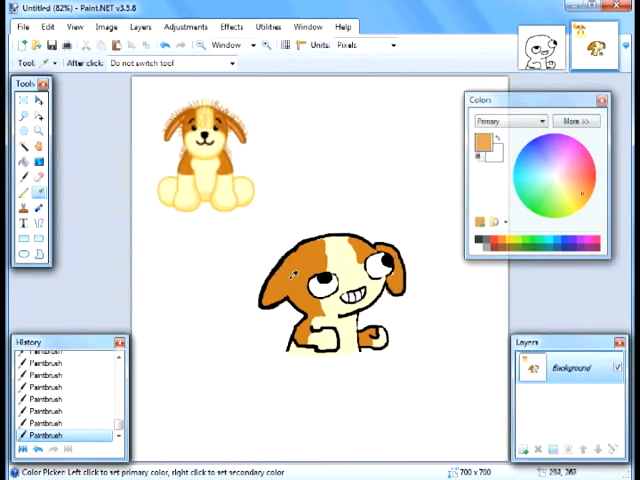 Untitled (82%) - Paint.NET v3.5.8
File Edit View Image Layers Adjustments Effects Utilities Window Help
Window Units: Pixels
Tool: After click: Do not switch tool
Tools
Colors
Primary More >>
History
Paintbrush
Paintbrush
Paintbrush
Paintbrush
Paintbrush
Paintbrush
Paintbrush
Layers
Background
Color Picker: Left click to set primary color, right click to set secondary color
700 x 700